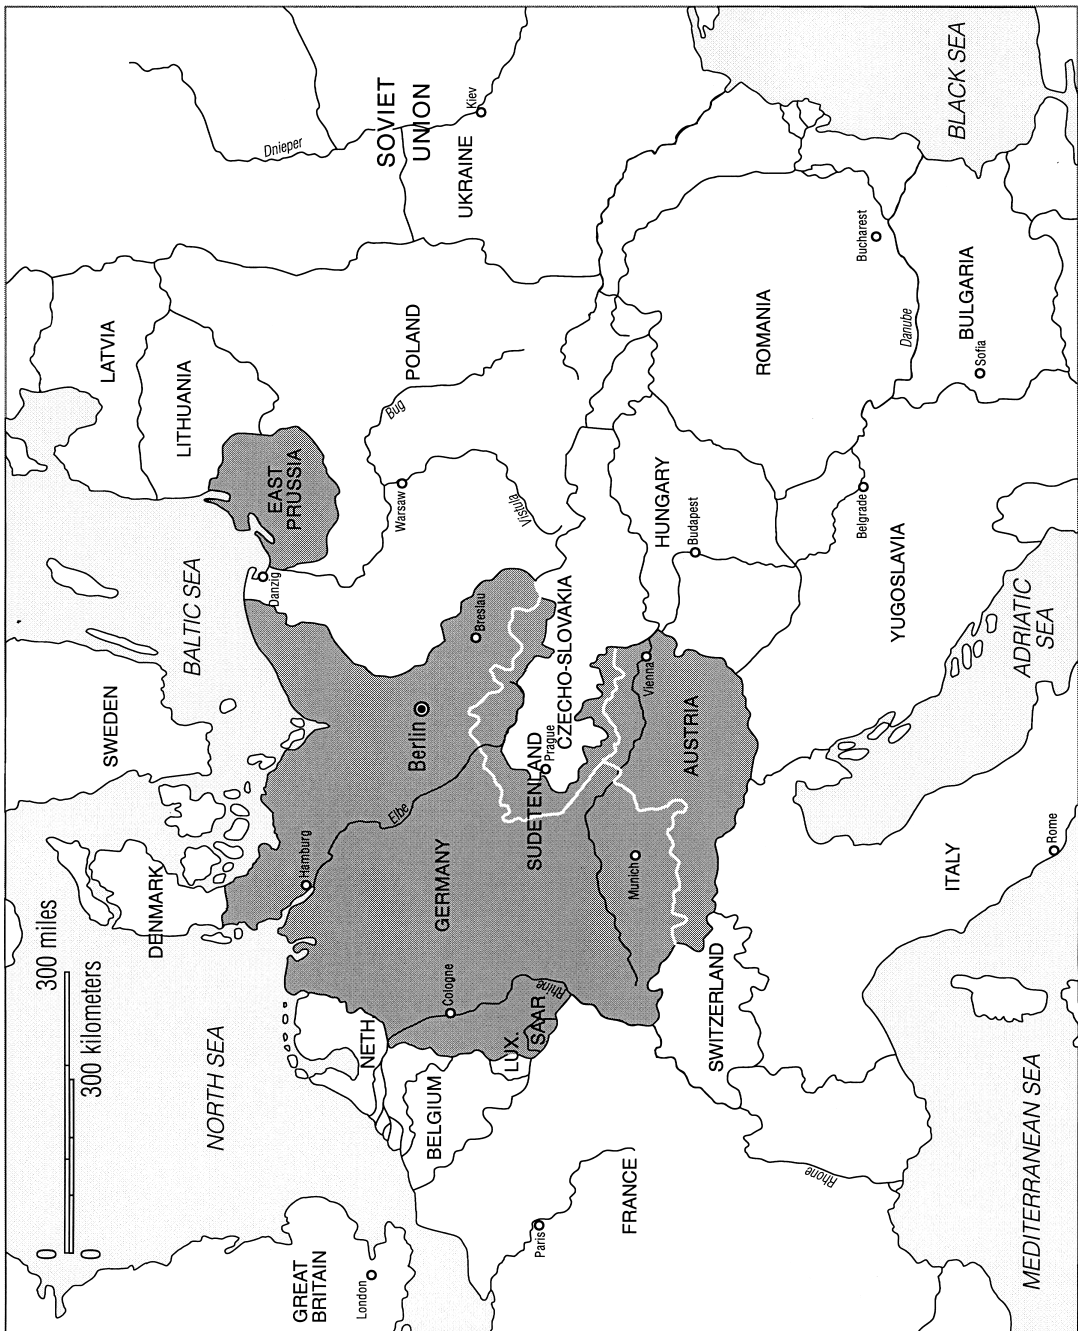 0 300 miles
0 300 kilometers
NORTH SEA
GREAT
BRITAIN
London
DENMARK
SWEDEN
BALTIC SEA
LATVIA
LITHUANIA
EAST
PRUSSIA
Danzig
Hamburg
Elbe
Berlin
GERMANY
Cologne
Rhine
NETH
BELGIUM
LUX.
SAAR
Breslau
Warsaw
Bug
Vistula
POLAND
Dnieper
SOVIET
UNION
Kiev
UKRAINE
Paris
FRANCE
Rhone
SUDETENLAND
Prague
CZECHO-SLOVAKIA
Munich
Vienna
AUSTRIA
SWITZERLAND
HUNGARY
Budapest
ROMANIA
Bucharest
Danube
Belgrade
YUGOSLAVIA
BULGARIA
Sofia
BLACK SEA
ITALY
Rome
ADRIATIC
SEA
MEDITERRANEAN SEA